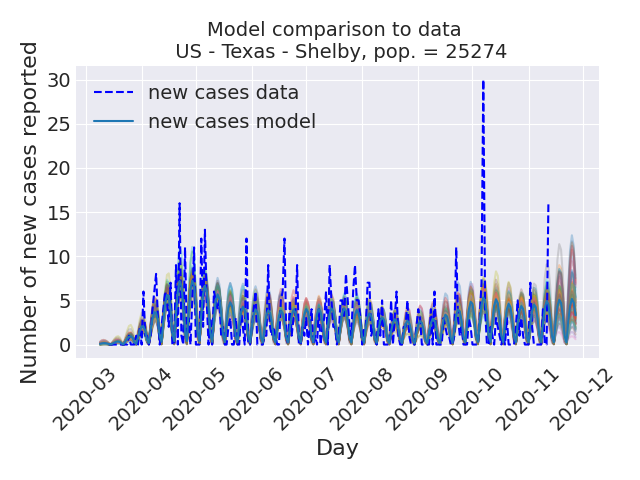 Model comparison to data
US - Texas - Shelby, pop. = 25274
Number of new cases reported
30
25
20
15
10
5
0
new cases data
new cases model
2020-03
2020-04
2020-05
2020-06
2020-07
2020-08
2020-09
2020-10
2020-11
2020-12
Day